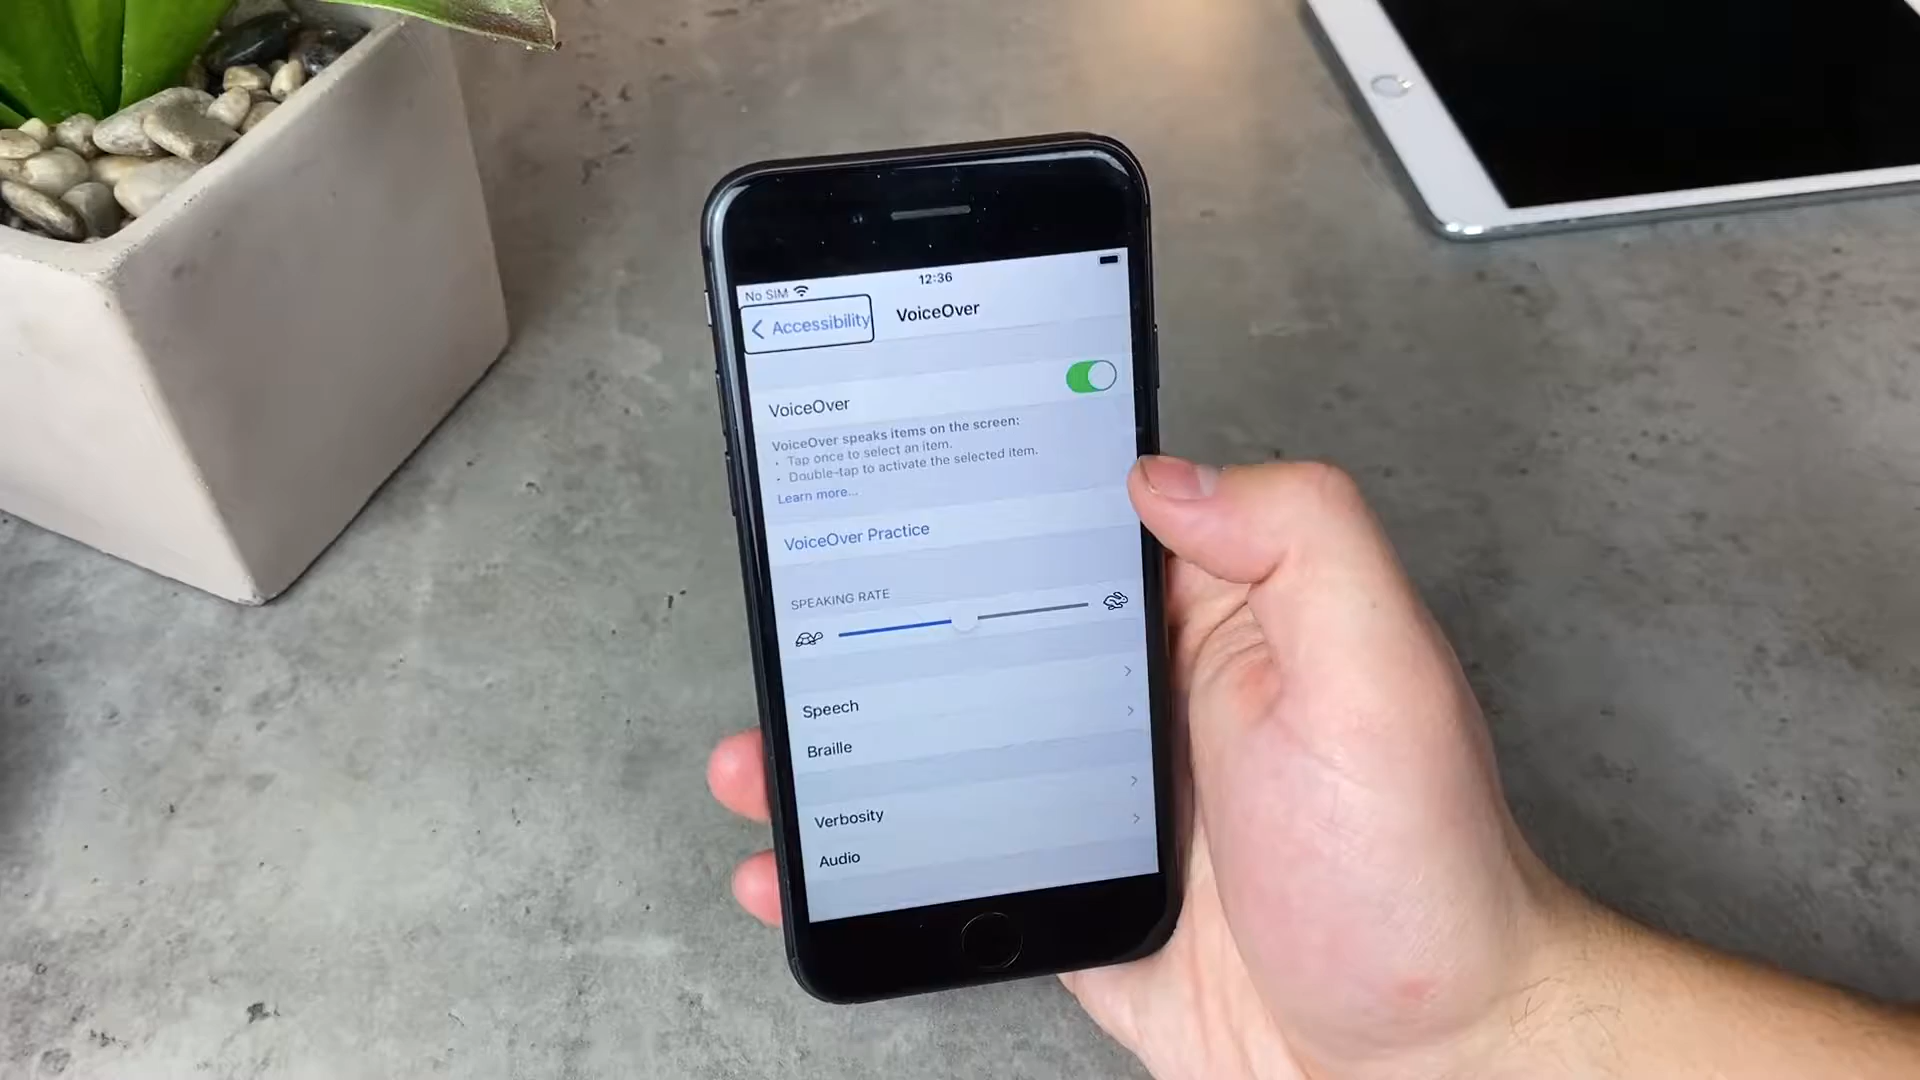 No SIM
12:36
Accessibility
VoiceOver
VoiceOver
VoiceOver speaks items on the screen:
• Tap once to select an item.
• Double-tap to activate the selected item.
Learn more...
VoiceOver Practice
SPEAKING RATE
Speech
Braille
Verbosity
Audio